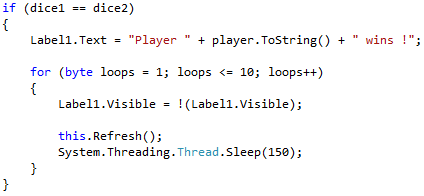 if (dice1 == dice2)
{
    Label1.Text = "Player " + player.ToString() + " wins !";

    for (byte loops = 1; loops <= 10; loops++)
    {
        Label1.Visible = !(Label1.Visible);

        this.Refresh();
        System.Threading.Thread.Sleep(150);
    }
}